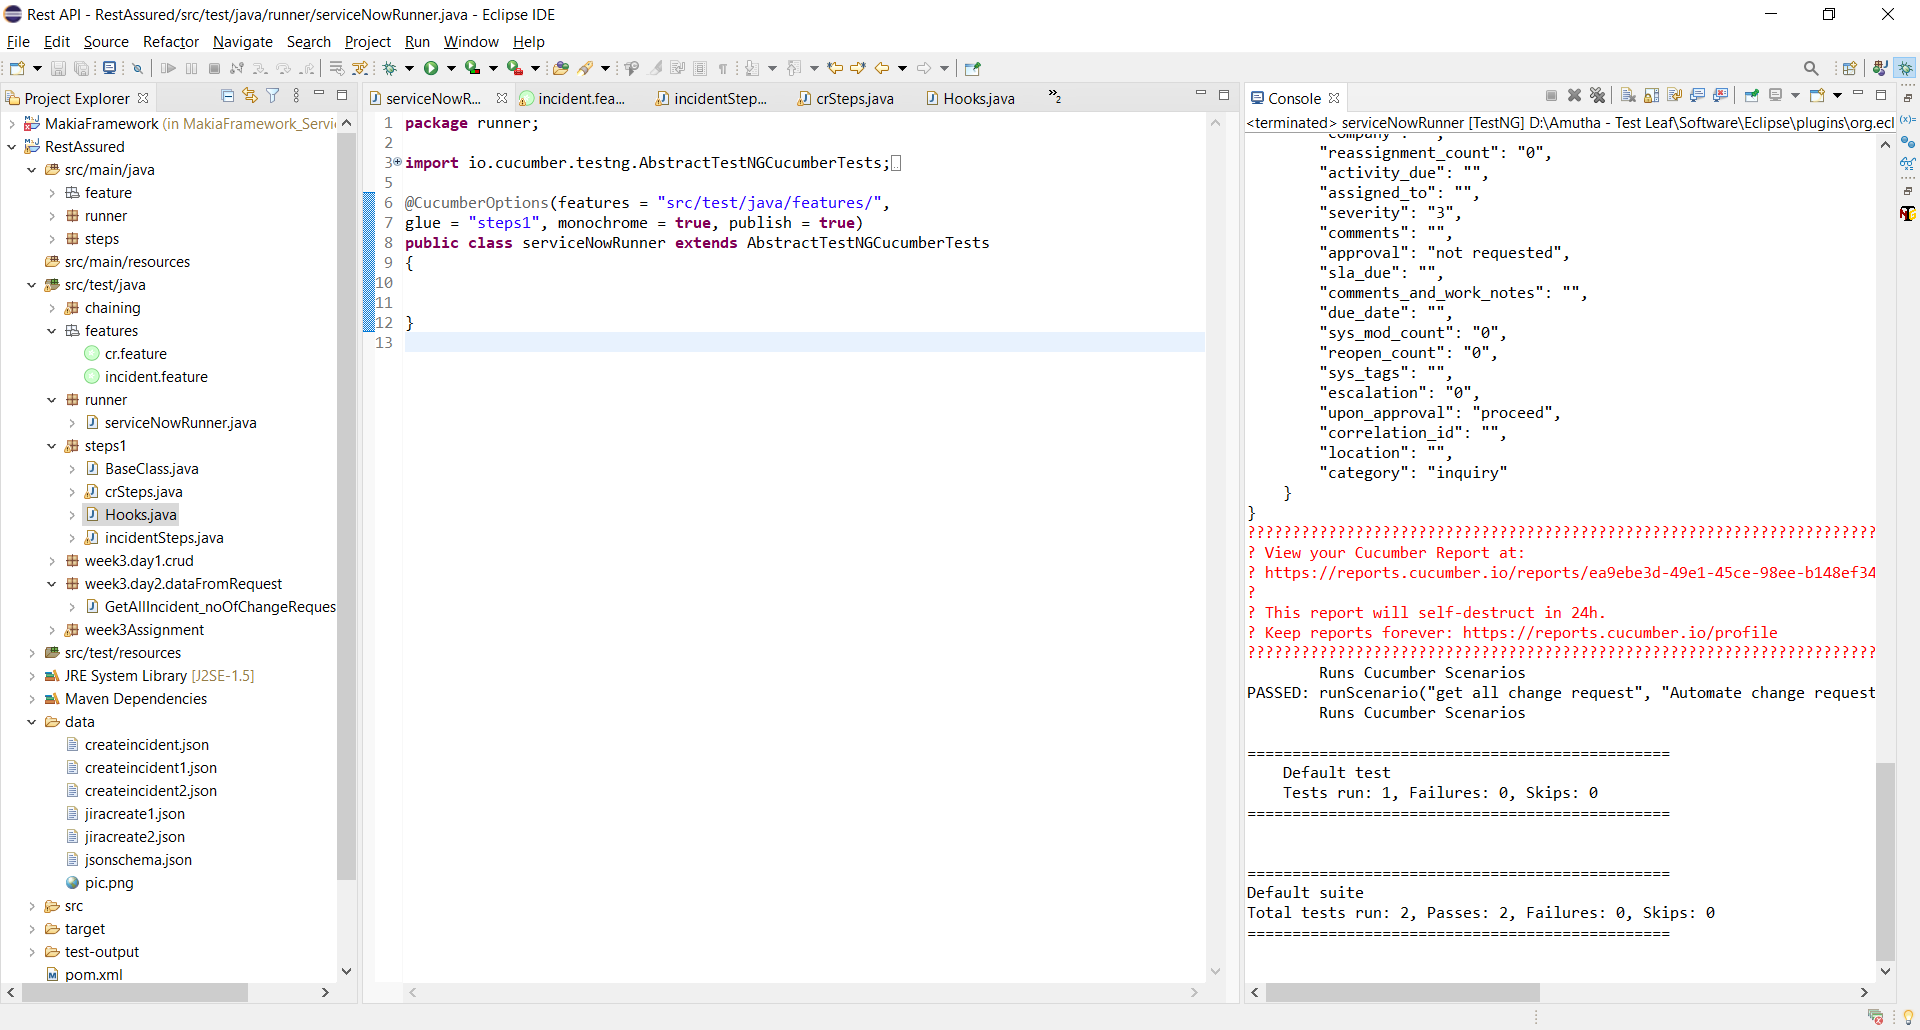 Rest API - RestAssured/src/test/java/runner/serviceNowRunner.java - Eclipse IDE
File Edit Source Refactor Navigate Search Project Run Window Help
Project Explorer
MakiaFramework (in MakiaFramework_Servi
RestAssured
src/main/java
feature
runner
steps
src/main/resources
src/test/java
chaining
features
cr.feature
incident.feature
runner
serviceNowRunner.java
steps1
BaseClass.java
crSteps.java
Hooks.java
incidentSteps.java
week3.day1.crud
week3.day2.dataFromRequest
GetAllIncident_noOfChangeReques
week3Assignment
src/test/resources
JRE System Library [J2SE-1.5]
Maven Dependencies
data
createincident.json
createincident1.json
createincident2.json
jiracreate1.json
jiracreate2.json
jsonschema.json
pic.png
src
target
test-output
pom.xml
serviceNowR... incident.fea... incidentStep... crSteps.java Hooks.java »2
1 package runner;
2
3 import io.cucumber.testng.AbstractTestNGCucumberTests;
5
6 @CucumberOptions(features = "src/test/java/features/",
7 glue = "steps1", monochrome = true, publish = true)
8 public class serviceNowRunner extends AbstractTestNGCucumberTests
9 {
10
11
12 }
13
Console
<terminated> serviceNowRunner [TestNG] D:\Amutha - Test Leaf\Software\Eclipse\plugins\org.ecl
"company": "",
"reassignment_count": "0",
"activity_due": "",
"assigned_to": "",
"severity": "3",
"comments": "",
"approval": "not requested",
"sla_due": "",
"comments_and_work_notes": "",
"due_date": "",
"sys_mod_count": "0",
"reopen_count": "0",
"sys_tags": "",
"escalation": "0",
"upon_approval": "proceed",
"correlation_id": "",
"location": "",
"category": "inquiry"
}
}
??????????????????????????????????????????????????????????????????????
? View your Cucumber Report at:
? https://reports.cucumber.io/reports/ea9ebe3d-49e1-45ce-98ee-b148ef34
?
? This report will self-destruct in 24h.
? Keep reports forever: https://reports.cucumber.io/profile
??????????????????????????????????????????????????????????????????????
Runs Cucumber Scenarios
PASSED: runScenario("get all change request", "Automate change request
Runs Cucumber Scenarios
===============================================
Default test
Tests run: 1, Failures: 0, Skips: 0
===============================================
===============================================
Default suite
Total tests run: 2, Passes: 2, Failures: 0, Skips: 0
===============================================